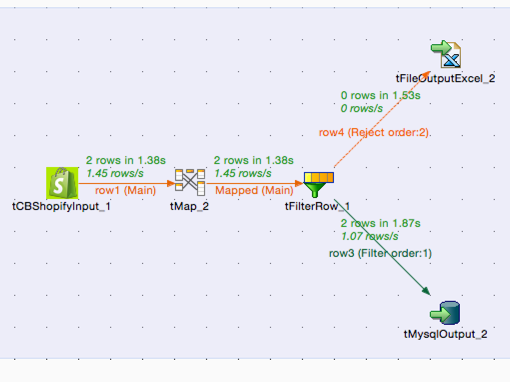 tFileOutputExcel_2
0 rows in 1.53s
0 rows/s
row4 (Reject order:2).
2 rows in 1.38s
1.45 rows/s
row1 (Main)
2 rows in 1.38s
1.45 rows/s
Mapped (Main)
tCBShopifyInput_1
tMap_2
tFilterRow_1
2 rows in 1.87s
1.07 rows/s
row3 (Filter order:1)
tMysqlOutput_2